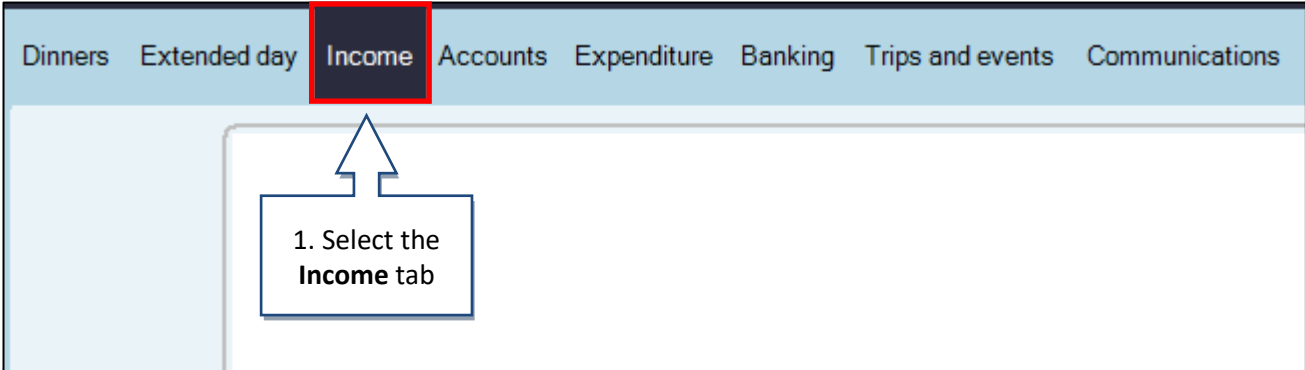 Dinners Extended day Income Accounts Expenditure Banking Trips and events Communications
1. Select the
Income tab